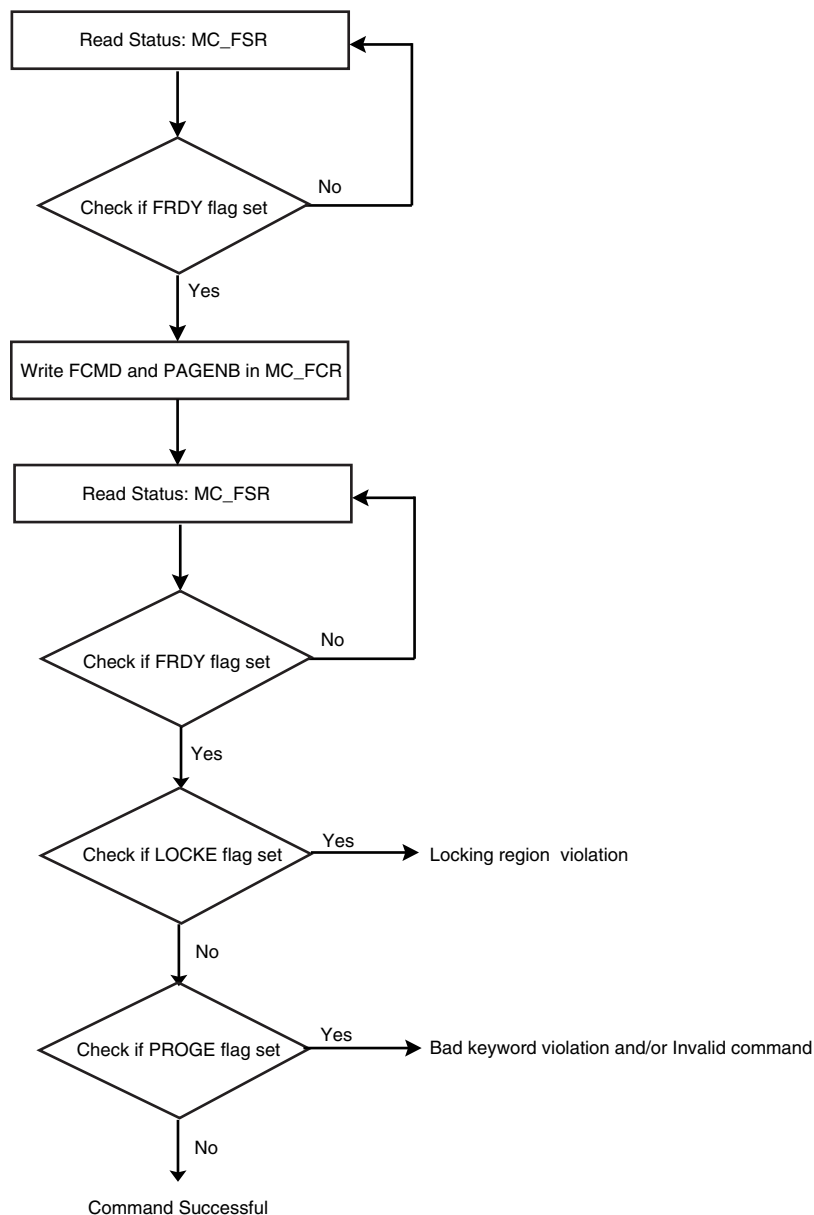 Read Status: MC_FSR
Check if FRDY flag set
No
Yes
Write FCMD and PAGENB in MC_FCR
Read Status: MC_FSR
Check if FRDY flag set
No
Yes
Check if LOCKE flag set
Yes
Locking region violation
No
Check if PROGE flag set
Yes
Bad keyword violation and/or Invalid command
No
Command Successful